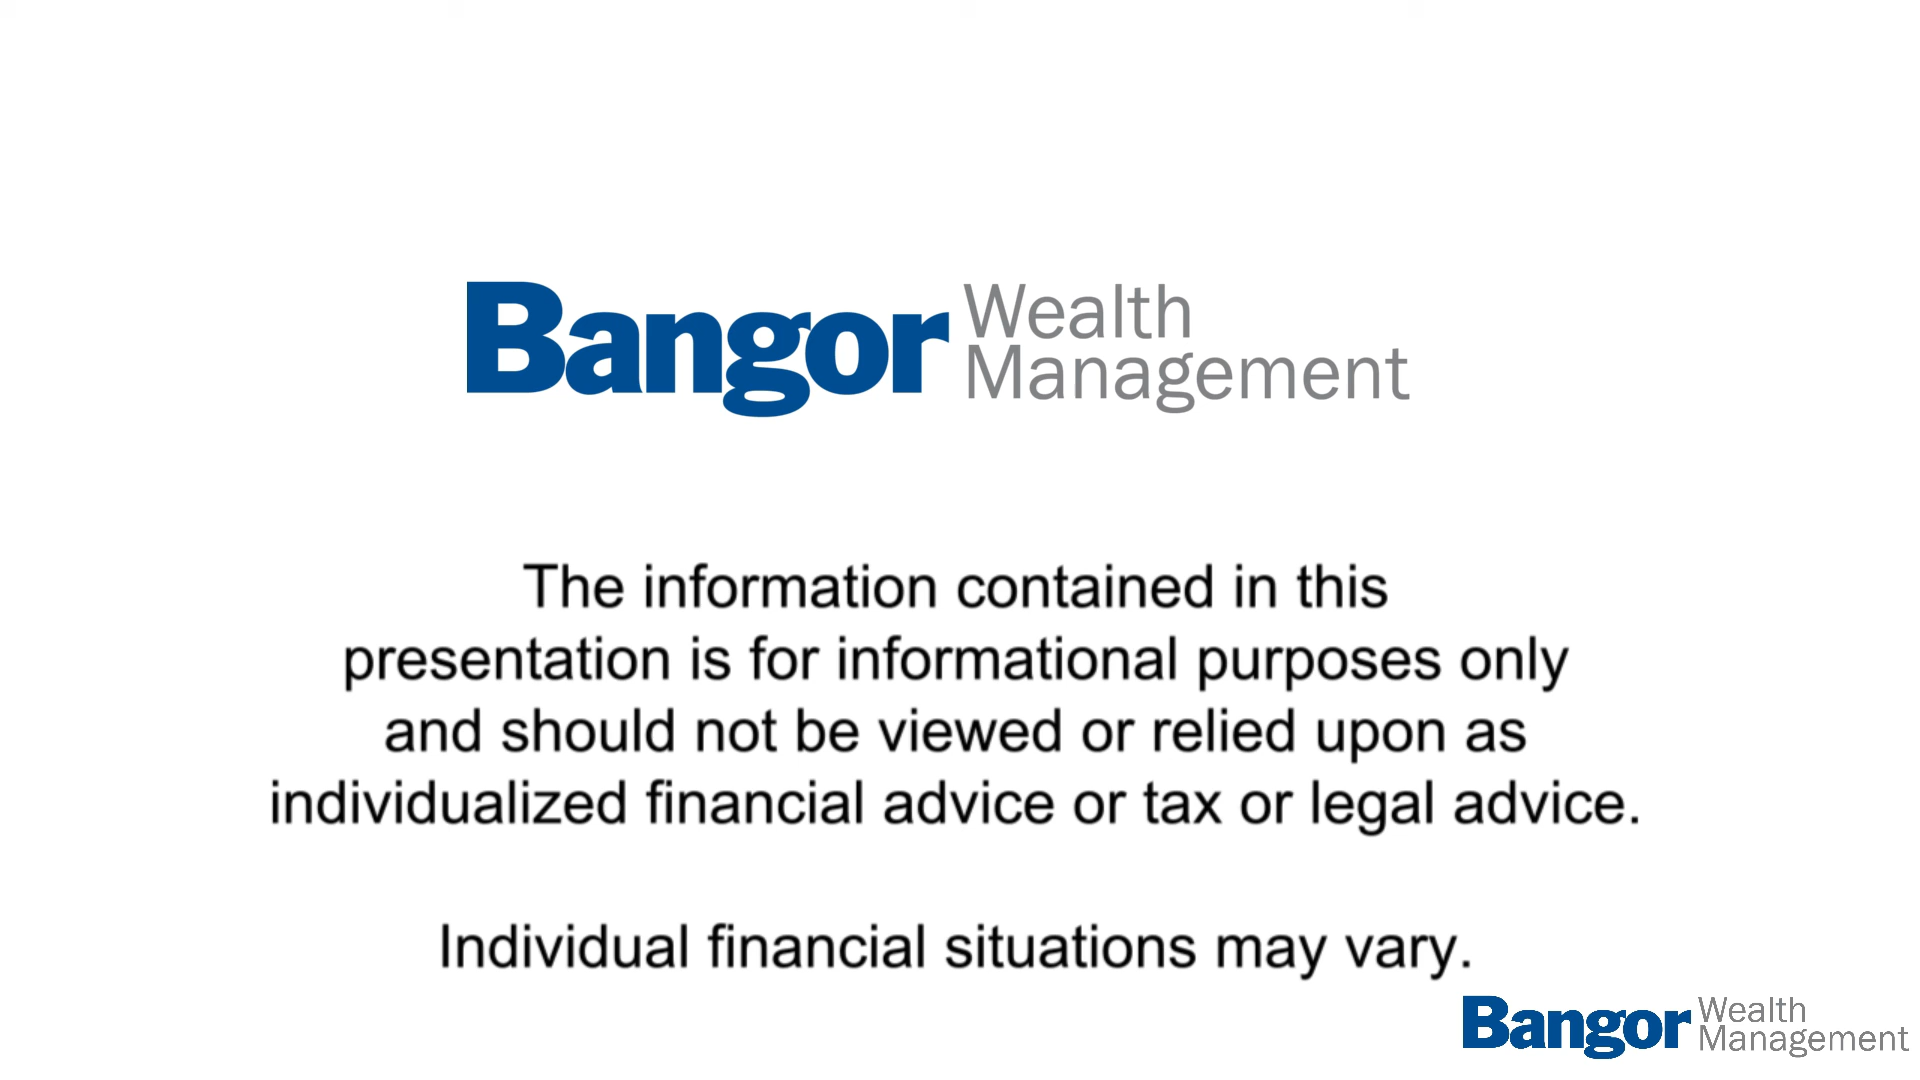 Bangor Wealth
Management
The information contained in this
presentation is for informational purposes only
and should not be viewed or relied upon as
individualized financial advice or tax or legal advice.
Individual financial situations may vary.
Bangor Wealth
Management